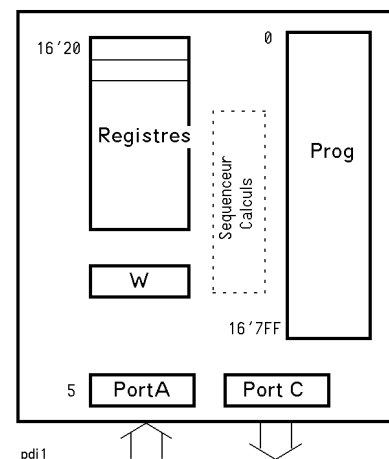 16'20
0
Registres
Sequenceur
Calculs
Prog
W
16'7FF
5
PortA
Port C
pdi1